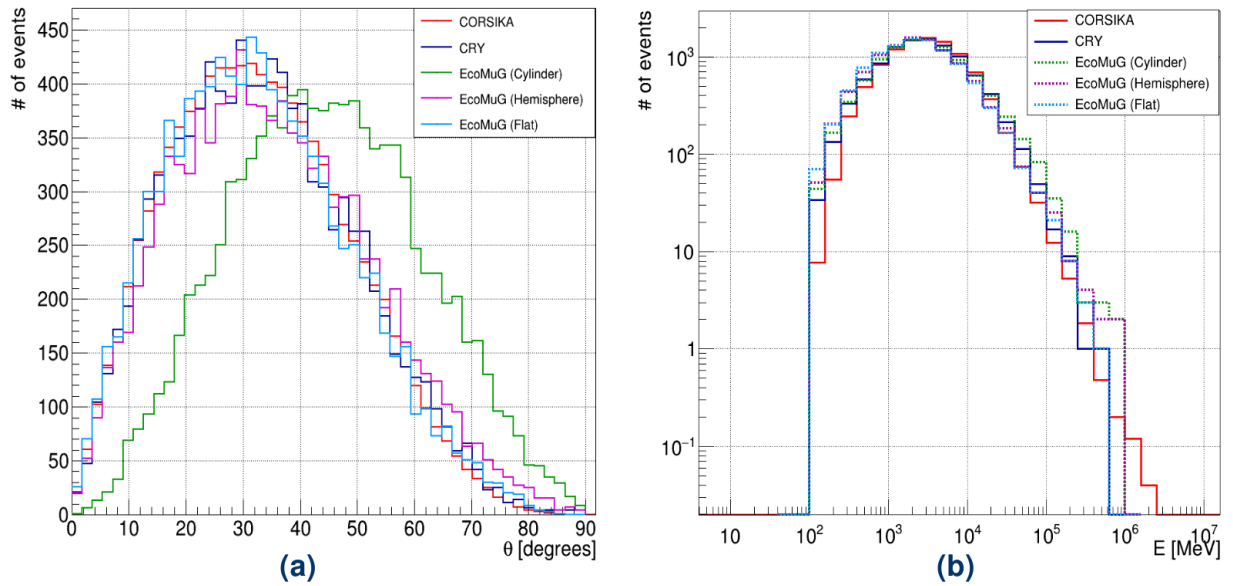 # of events
450
400
350
300
250
200
150
100
50
0
0 10 20 30 40 50 60 70 80 90
θ [degrees]
CORSIKA
CRY
EcoMuG (Cylinder)
EcoMuG (Hemisphere)
EcoMuG (Flat)
(a)
# of events
10³
10²
10
1
10⁻¹
10 10² 10³ 10⁴ 10⁵ 10⁶ 10⁷
E [MeV]
CORSIKA
CRY
EcoMuG (Cylinder)
EcoMuG (Hemisphere)
EcoMuG (Flat)
(b)